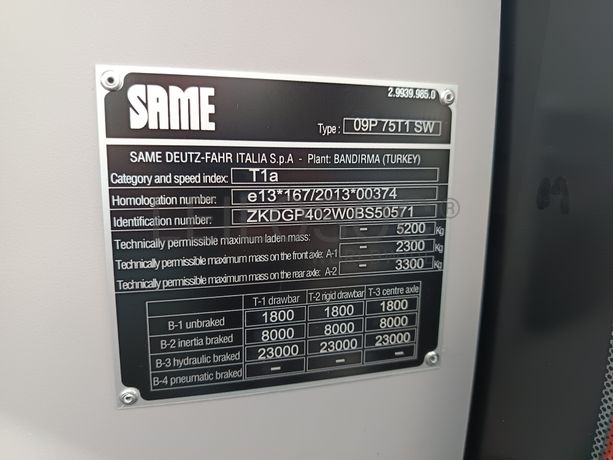 SAME
2.9939.985.0
Type: 09P 75T1 SW
SAME DEUTZ-FAHR ITALIA S.p.A - Plant: BANDIRMA (TURKEY)
Category and speed index: T1a
Homologation number: e13*167/2013*00374
Identification number: ZKDGP402W0BS50571
Technically permissible maximum laden mass: - 5200 Kg
Technically permissible maximum mass on the front axle: A-1 - 2300 Kg
Technically permissible maximum mass on the rear axle: A-2 - 3300 Kg
T-1 drawbar T-2 rigid drawbar T-3 centre axle
B-1 unbraked 1800 1800 1800
B-2 inertia braked 8000 8000 8000
B-3 hydraulic braked 23000 23000 23000
B-4 pneumatic braked - - -